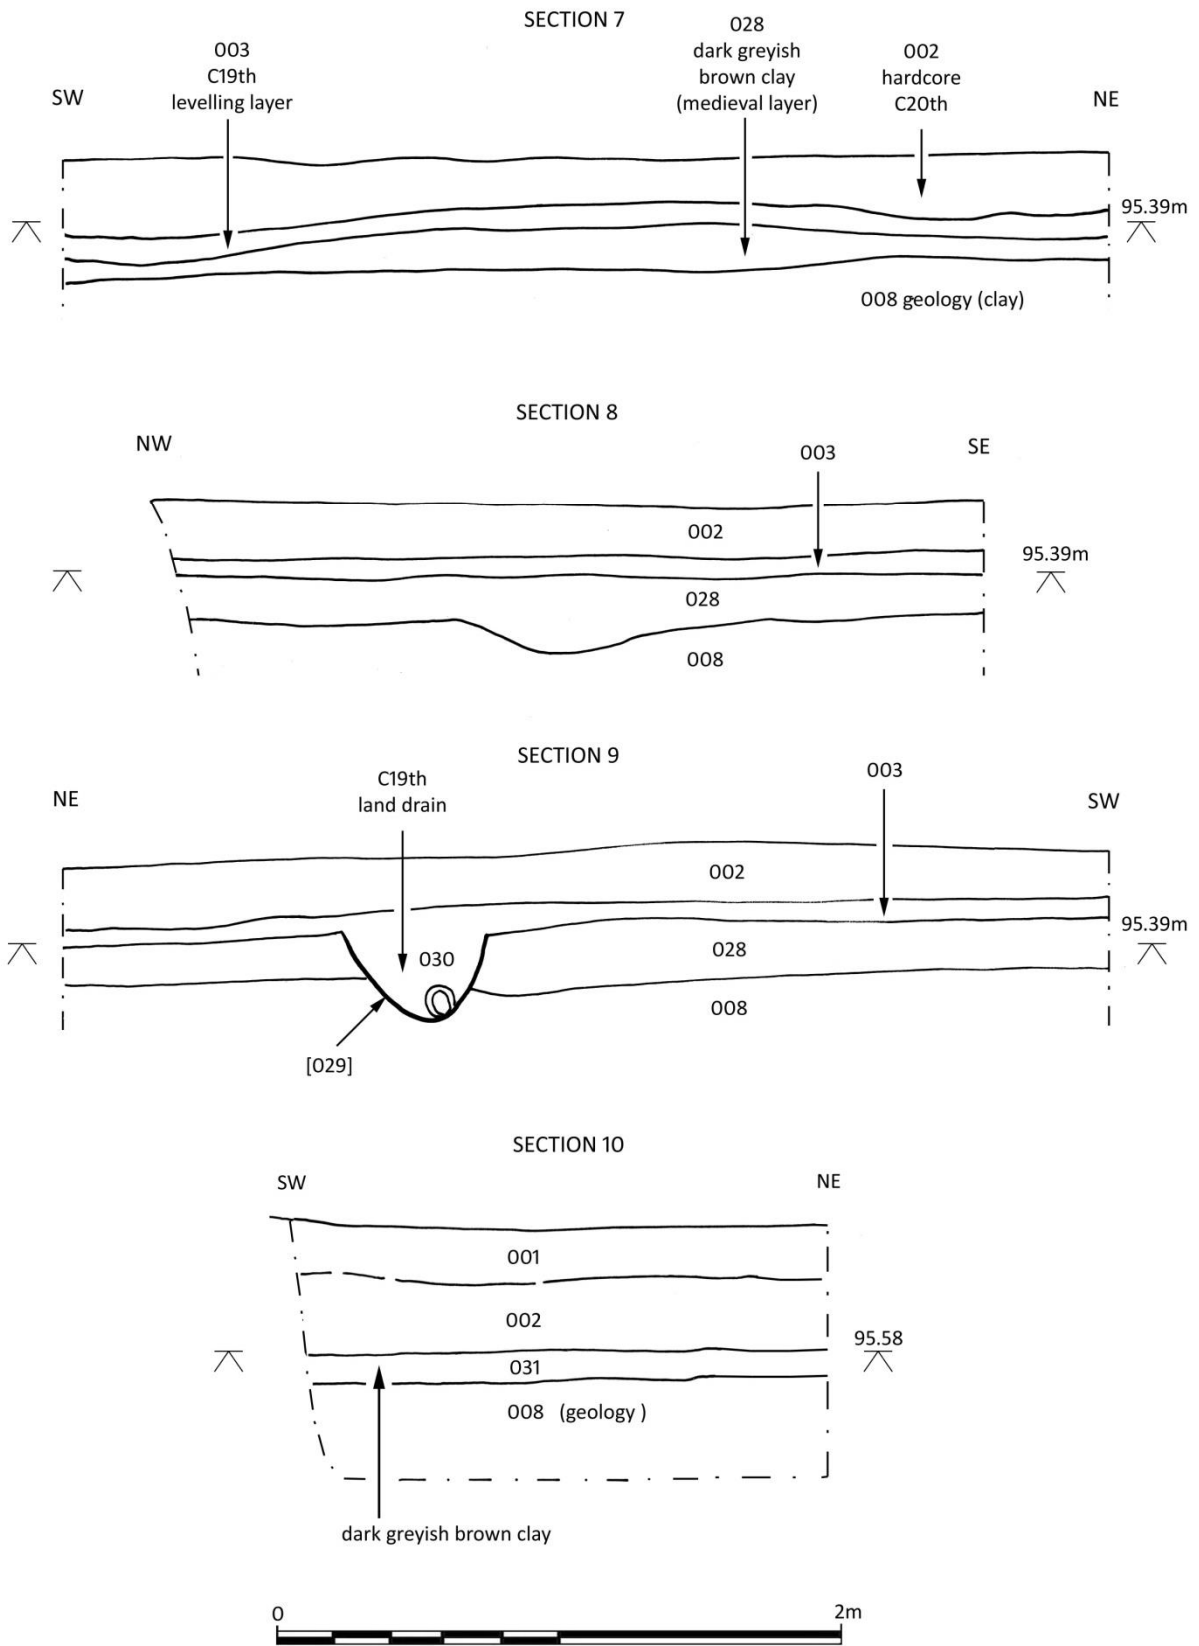 SECTION 7
003
C19th
levelling layer
028
dark greyish
brown clay
(medieval layer)
002
hardcore
C20th
SW
NE
95.39m
008 geology (clay)
SECTION 8
NW
SE
003
002
95.39m
028
008
SECTION 9
NE
C19th
land drain
003
SW
002
95.39m
030
028
008
[029]
SECTION 10
SW
NE
001
002
95.58
031
008 (geology )
dark greyish brown clay
0
2m